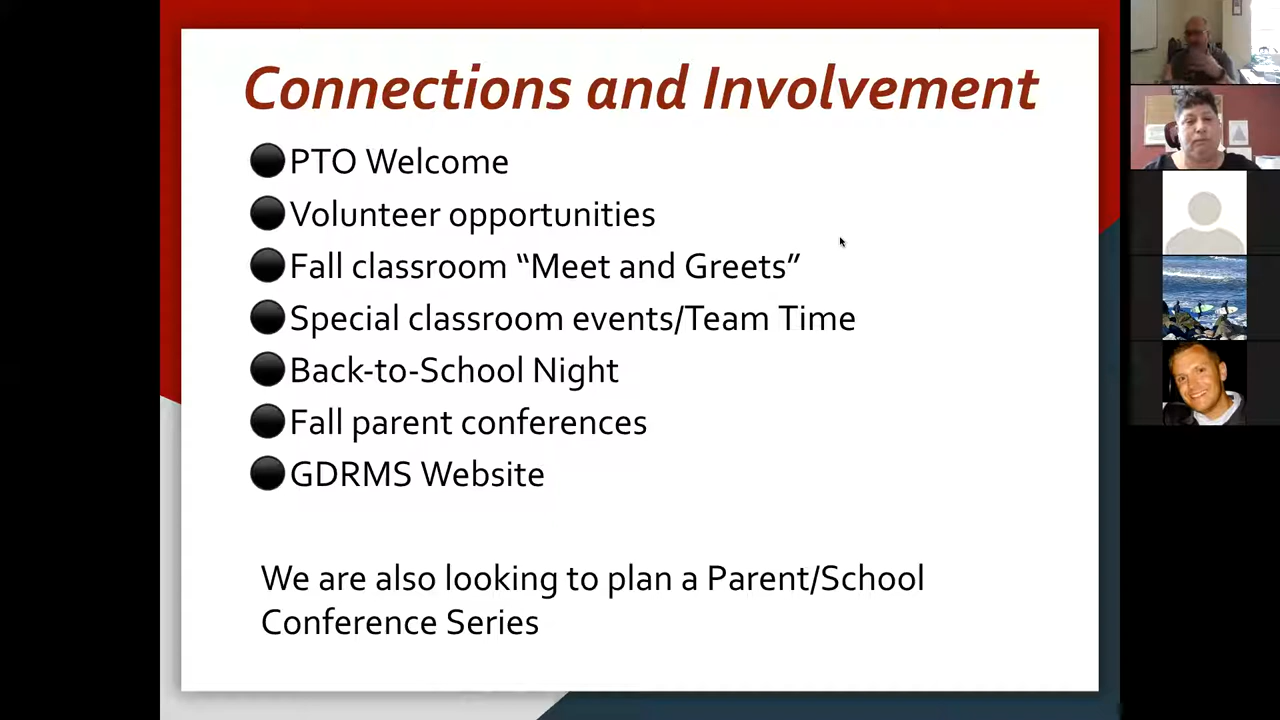 Connections and Involvement
PTO Welcome
Volunteer opportunities
Fall classroom “Meet and Greets”
Special classroom events/Team Time
Back-to-School Night
Fall parent conferences
GDRMS Website
We are also looking to plan a Parent/School
Conference Series